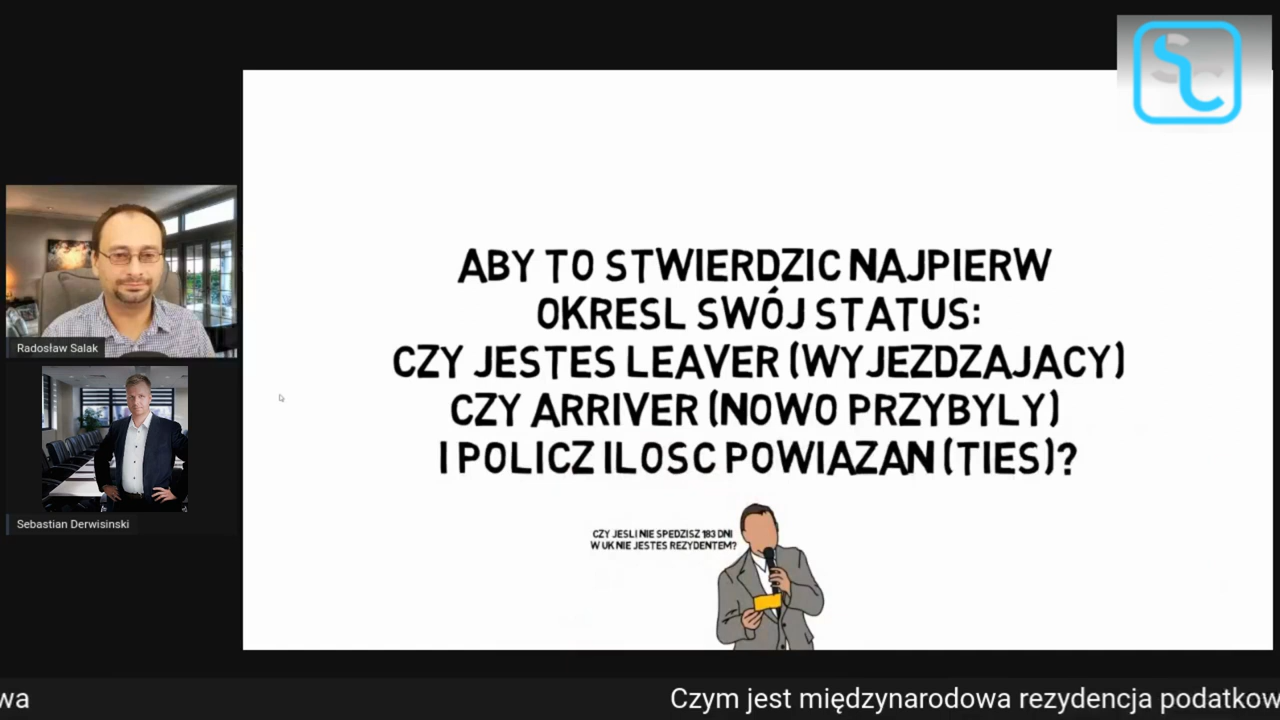 Radosław Salak
Sebastian Derwisinski
ABY TO STWIERDZIC NAJPIERW
OKRESL SWÓJ STATUS:
CZY JESTES LEAVER (WYJEZDZAJACY)
CZY ARRIVER (NOWO PRZYBYLY)
I POLICZ ILOSC POWIAZAN (TIES)?
CZY JESLI NIE SPEDZISZ 183 DNI
W UK NIE JESTES REZYDENTEM?
wa
Czym jest międzynarodowa rezydencja podatkow